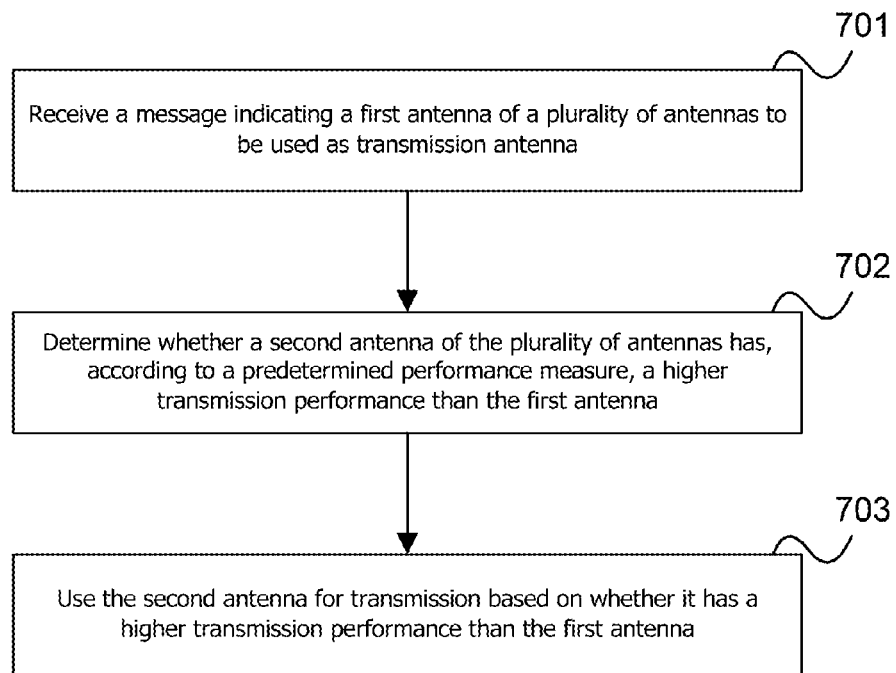 701
Receive a message indicating a first antenna of a plurality of antennas to
be used as transmission antenna
702
Determine whether a second antenna of the plurality of antennas has,
according to a predetermined performance measure, a higher
transmission performance than the first antenna
703
Use the second antenna for transmission based on whether it has a
higher transmission performance than the first antenna